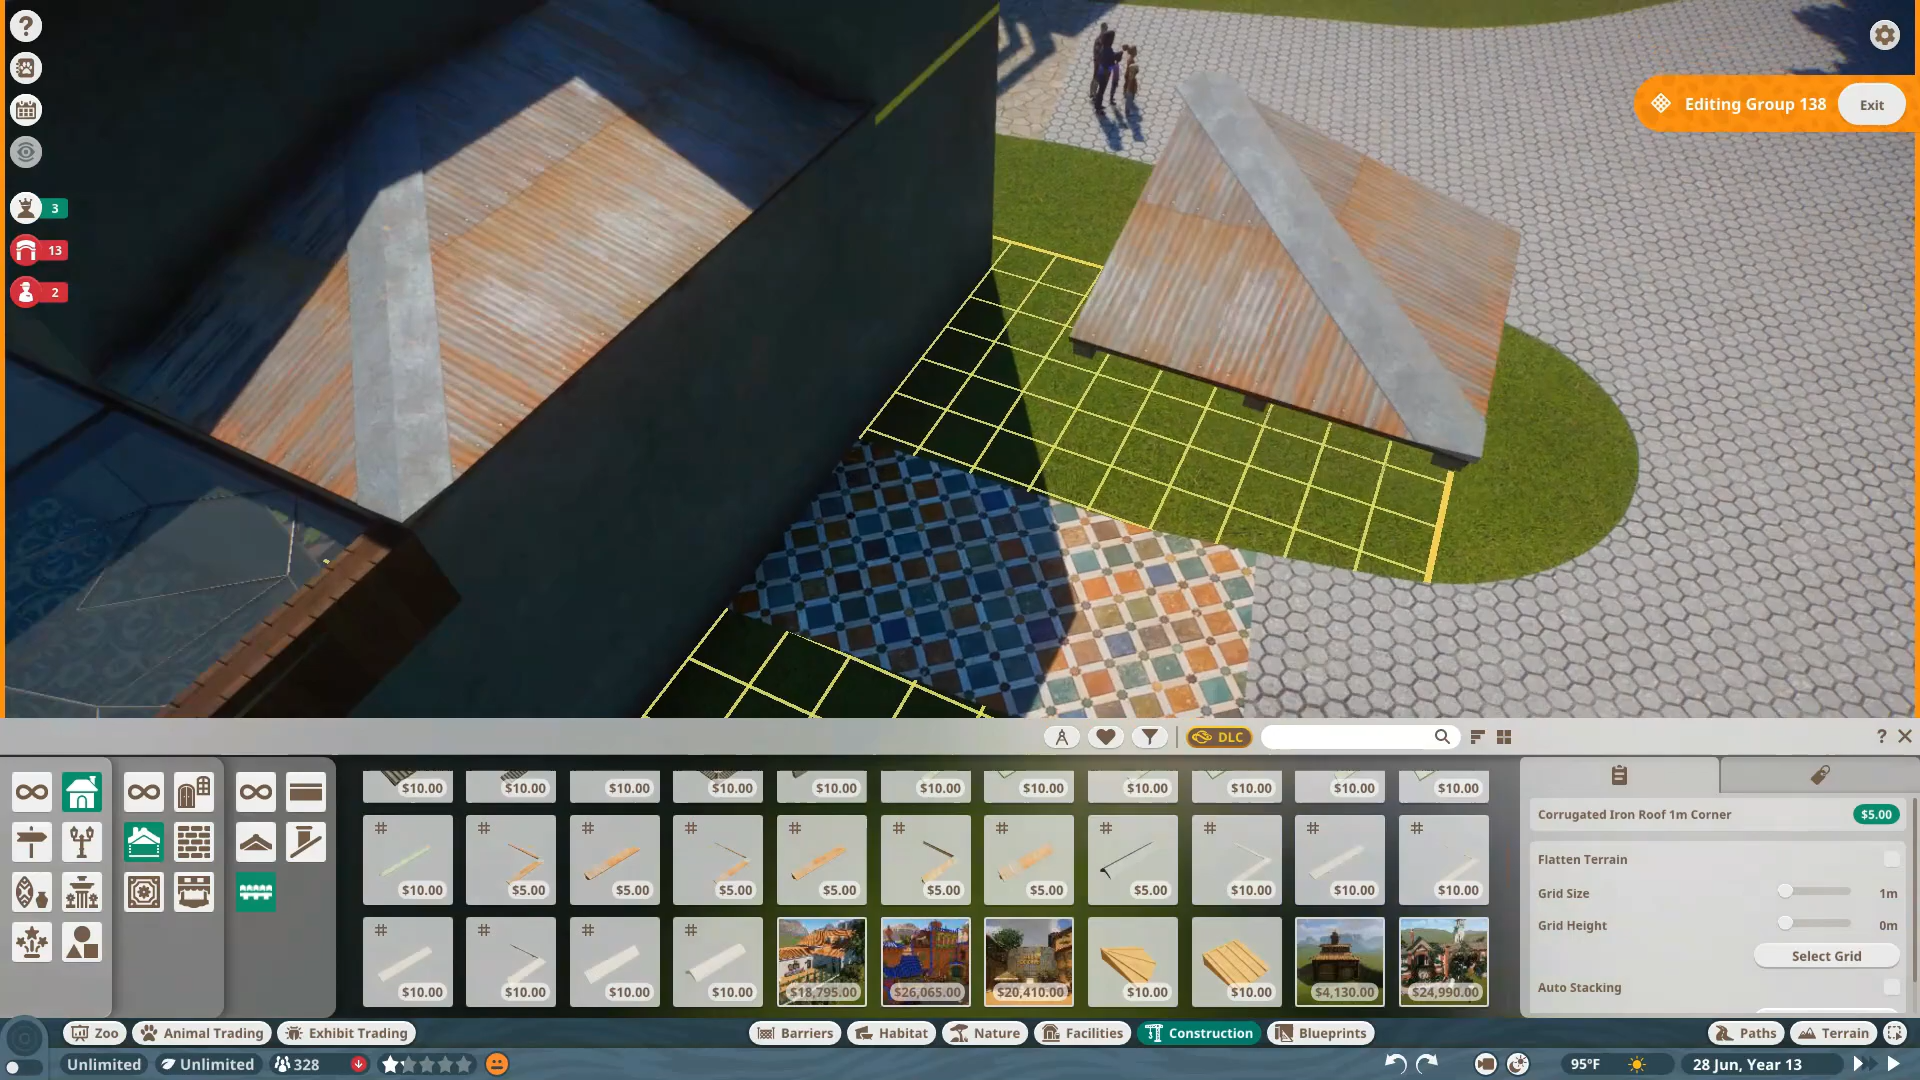 ?
Editing Group 138 Exit
3
13
2
DLC
?
$10.00 $10.00 $10.00 $10.00 $10.00 $10.00 $10.00 $10.00 $10.00 $10.00 $10.00
$10.00 $5.00 $5.00 $5.00 $5.00 $5.00 $5.00 $5.00 $10.00 $10.00 $10.00
$10.00 $10.00 $10.00 $10.00 $18,795.00 $26,065.00 $20,410.00 $10.00 $10.00 $4,130.00 $24,990.00
Corrugated Iron Roof 1m Corner $5.00
Flatten Terrain
Grid Size 1m
Grid Height 0m
Select Grid
Auto Stacking
Zoo Animal Trading Exhibit Trading Barriers Habitat Nature Facilities Construction Blueprints Paths Terrain
Unlimited Unlimited 328 95°F 28 Jun, Year 13